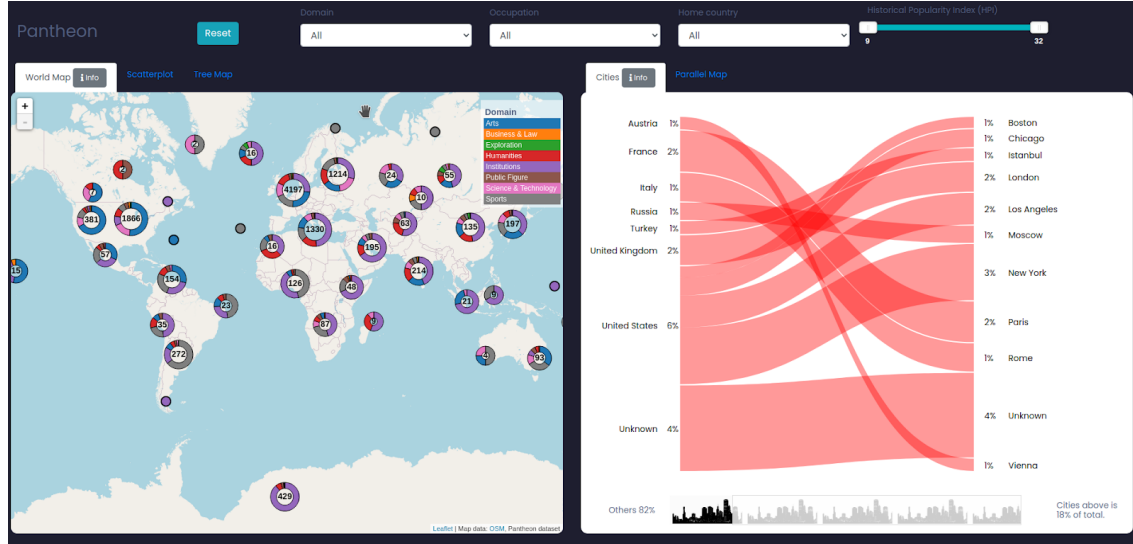 Pantheon
Reset
Domain
All
Occupation
All
Home country
All
Historical Popularity Index (HPI)
9
32
World Map
i Info
Scatterplot
Tree Map
+
-
Domain
Arts
Business & Law
Exploration
Humanities
Institutions
Public Figure
Science & Technology
Sports
2
16
2
7
381
1866
57
4197
1214
24
55
10
1330
63
135
197
16
195
214
15
154
126
48
21
9
23
35
87
9
272
4
93
429
Leaflet | Map data: OSM, Pantheon dataset
Cities
i Info
Parallel Map
Austria 1%
France 2%
Italy 1%
Russia 1%
Turkey 1%
United Kingdom 2%
United States 6%
Unknown 4%
1% Boston
1% Chicago
1% Istanbul
2% London
2% Los Angeles
1% Moscow
3% New York
2% Paris
1% Rome
4% Unknown
1% Vienna
Others 82%
Cities above is
18% of total.